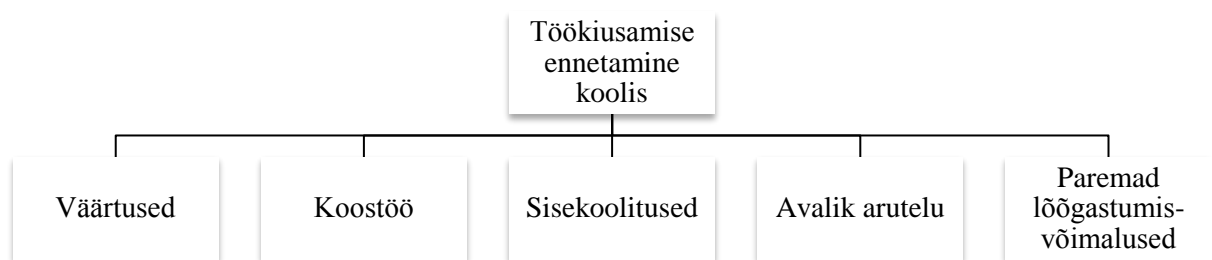 Töökiusamise
ennetamine
koolis
Väärtused
Koostöö
Sisekoolitused
Avalik arutelu
Paremad
lõõgastumis-
võimalused